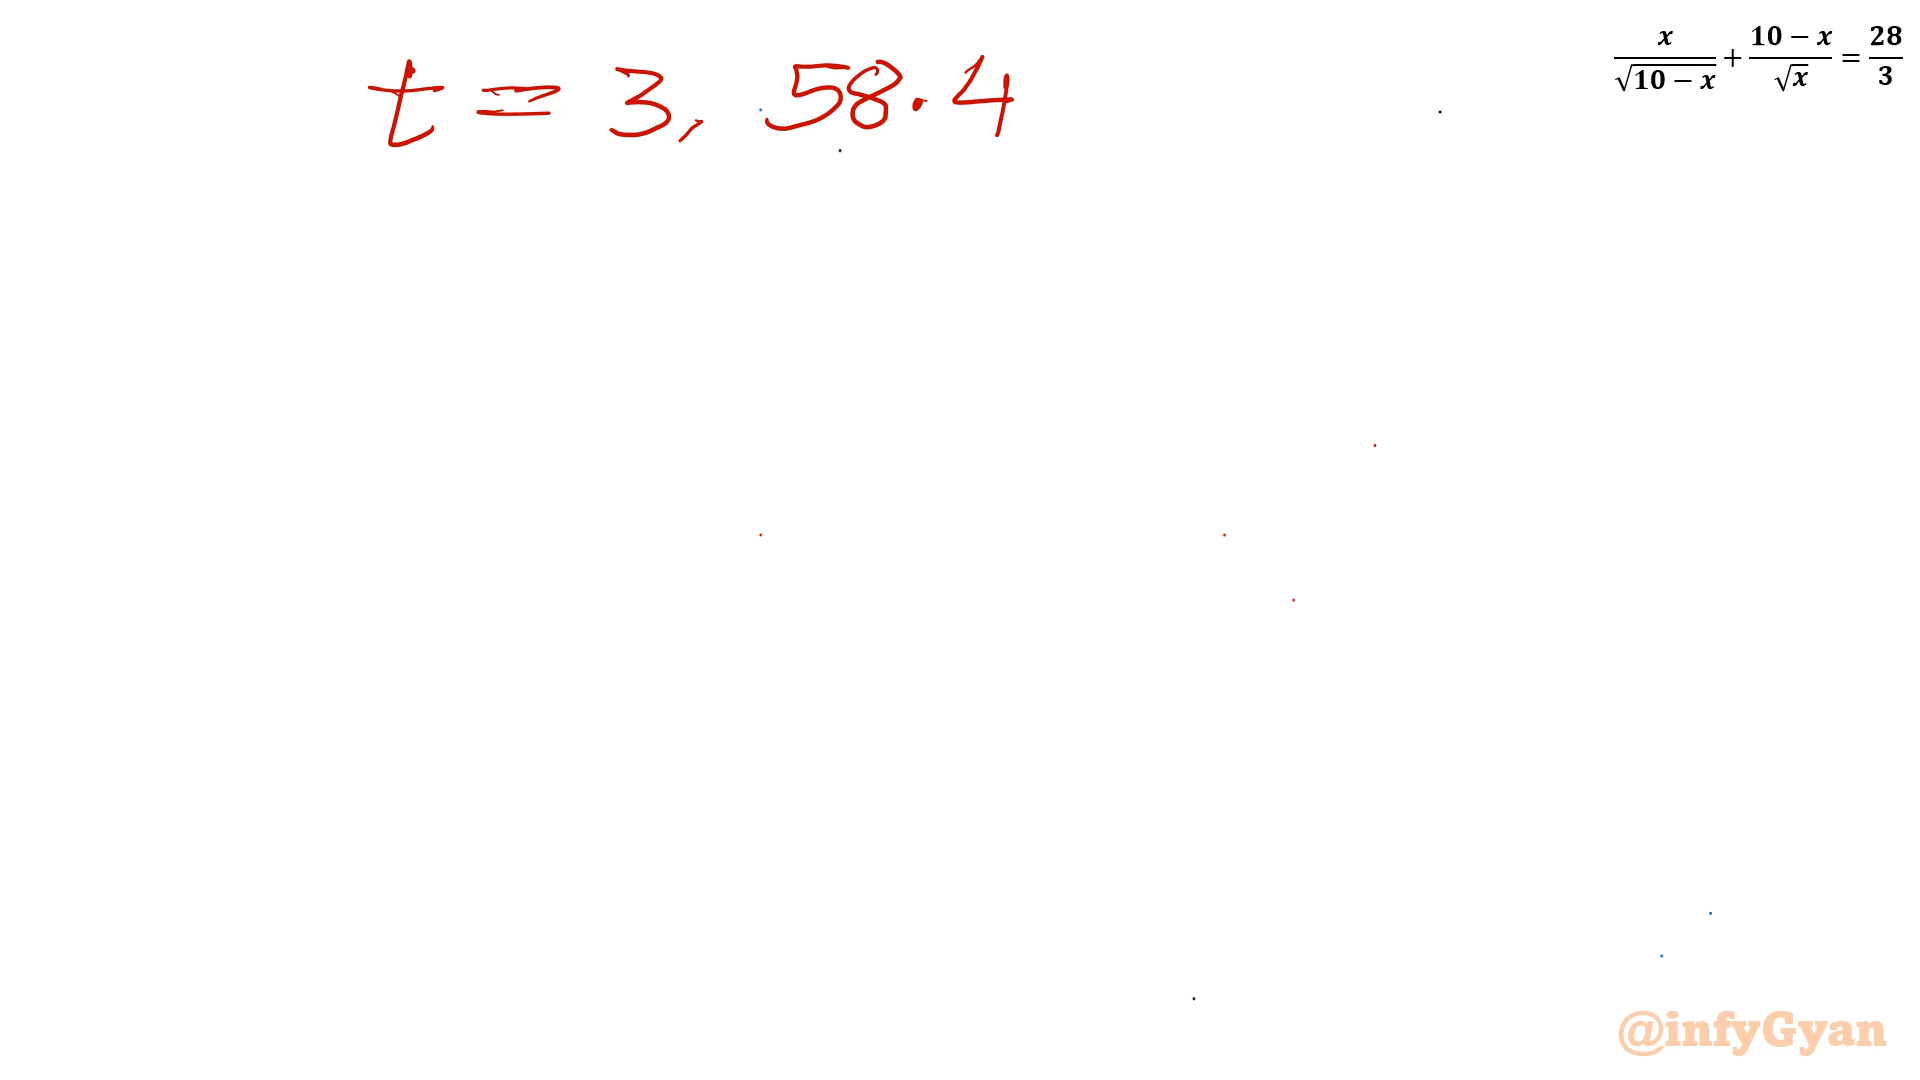 t = 3, 58.4
x/√(10 − x) + (10 − x)/√x = 28/3
@infyGyan